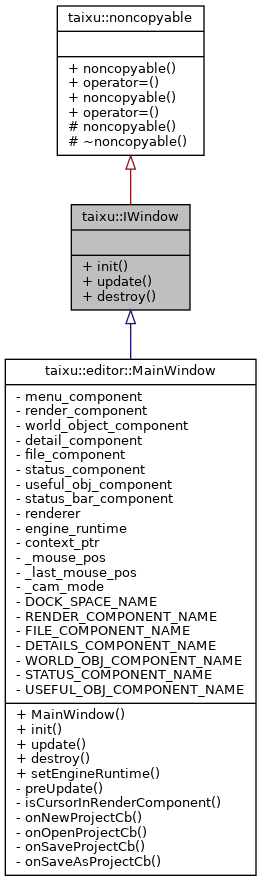 taixu::noncopyable
+ noncopyable()
+ operator=()
+ noncopyable()
+ operator=()
# noncopyable()
# ~noncopyable()
taixu::IWindow
+ init()
+ update()
+ destroy()
taixu::editor::MainWindow
- menu_component
- render_component
- world_object_component
- detail_component
- file_component
- status_component
- useful_obj_component
- status_bar_component
- renderer
- engine_runtime
- context_ptr
- _mouse_pos
- _last_mouse_pos
- _cam_mode
- DOCK_SPACE_NAME
- RENDER_COMPONENT_NAME
- FILE_COMPONENT_NAME
- DETAILS_COMPONENT_NAME
- WORLD_OBJ_COMPONENT_NAME
- STATUS_COMPONENT_NAME
- USEFUL_OBJ_COMPONENT_NAME
+ MainWindow()
+ init()
+ update()
+ destroy()
+ setEngineRuntime()
- preUpdate()
- isCursorInRenderComponent()
- onNewProjectCb()
- onOpenProjectCb()
- onSaveProjectCb()
- onSaveAsProjectCb()